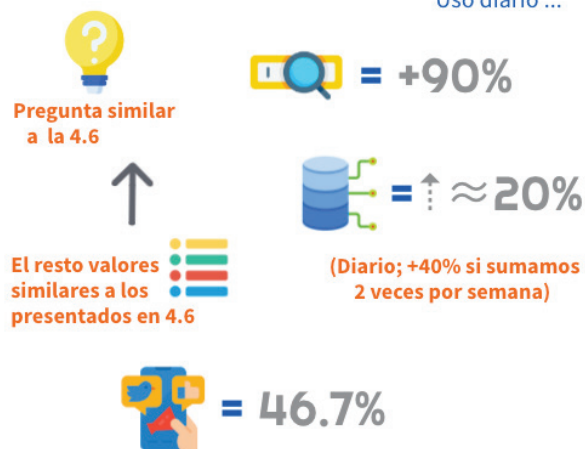 Uso diario ...
?
= +90%
Pregunta similar
a la 4.6
= ≈ 20%
(Diario; +40% si sumamos
2 veces por semana)
El resto valores
similares a los
presentados en 4.6
= 46.7%